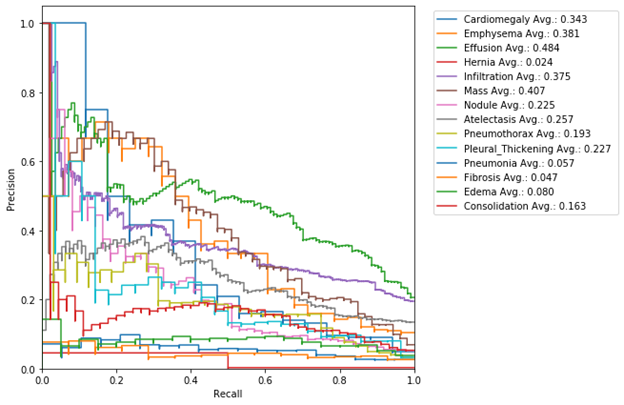 1.0
0.8
0.6
0.4
0.2
0.0
Precision
0.0 0.2 0.4 0.6 0.8 1.0
Recall
Cardiomegaly Avg.: 0.343
Emphysema Avg.: 0.381
Effusion Avg.: 0.484
Hernia Avg.: 0.024
Infiltration Avg.: 0.375
Mass Avg.: 0.407
Nodule Avg.: 0.225
Atelectasis Avg.: 0.257
Pneumothorax Avg.: 0.193
Pleural_Thickening Avg.: 0.227
Pneumonia Avg.: 0.057
Fibrosis Avg.: 0.047
Edema Avg.: 0.080
Consolidation Avg.: 0.163